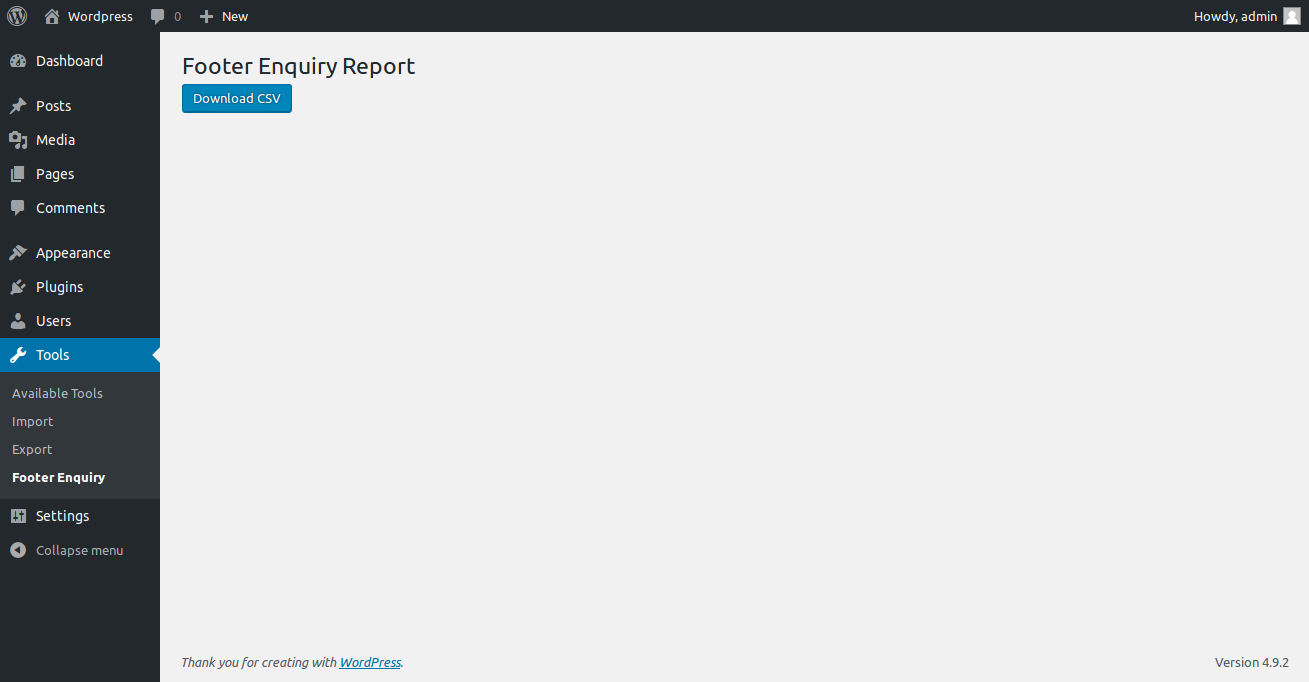 Wordpress 0 New Howdy, admin
Dashboard
Posts
Media
Pages
Comments
Appearance
Plugins
Users
Tools
Available Tools
Import
Export
Footer Enquiry
Settings
Collapse menu
Footer Enquiry Report
Download CSV
Thank you for creating with WordPress.
Version 4.9.2